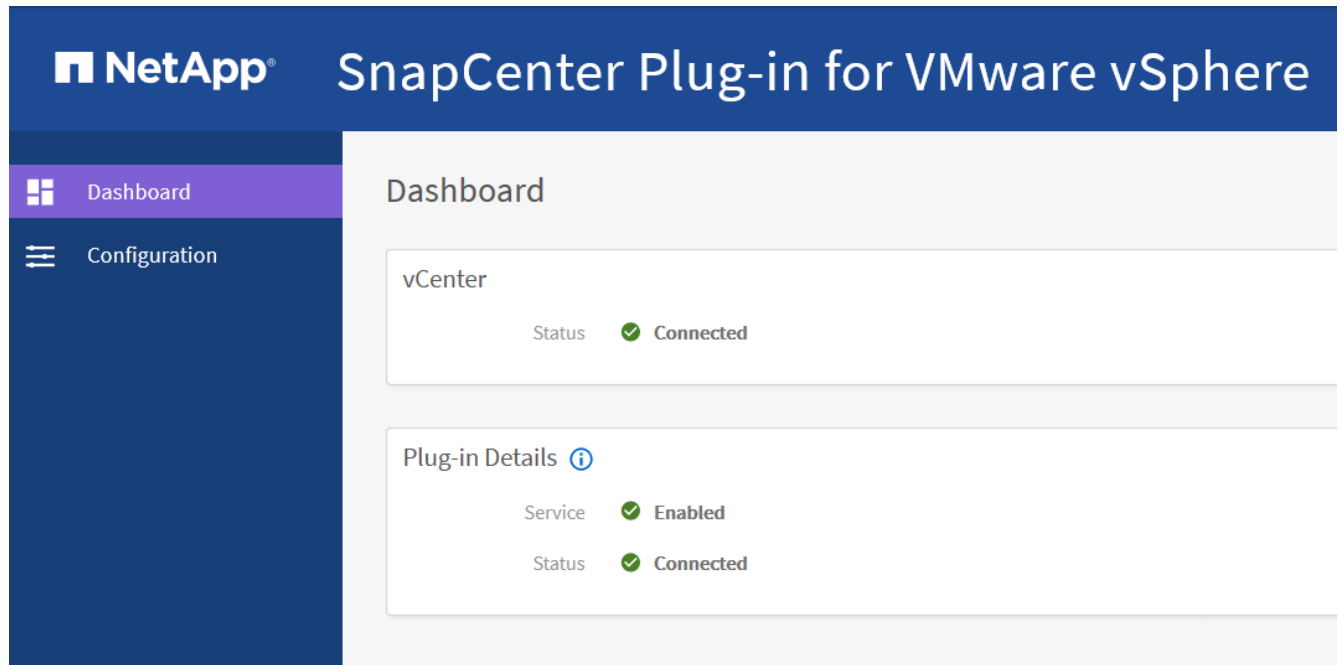 NetApp® SnapCenter Plug-in for VMware vSphere
Dashboard
Configuration
Dashboard
vCenter
Status Connected
Plug-in Details
Service Enabled
Status Connected